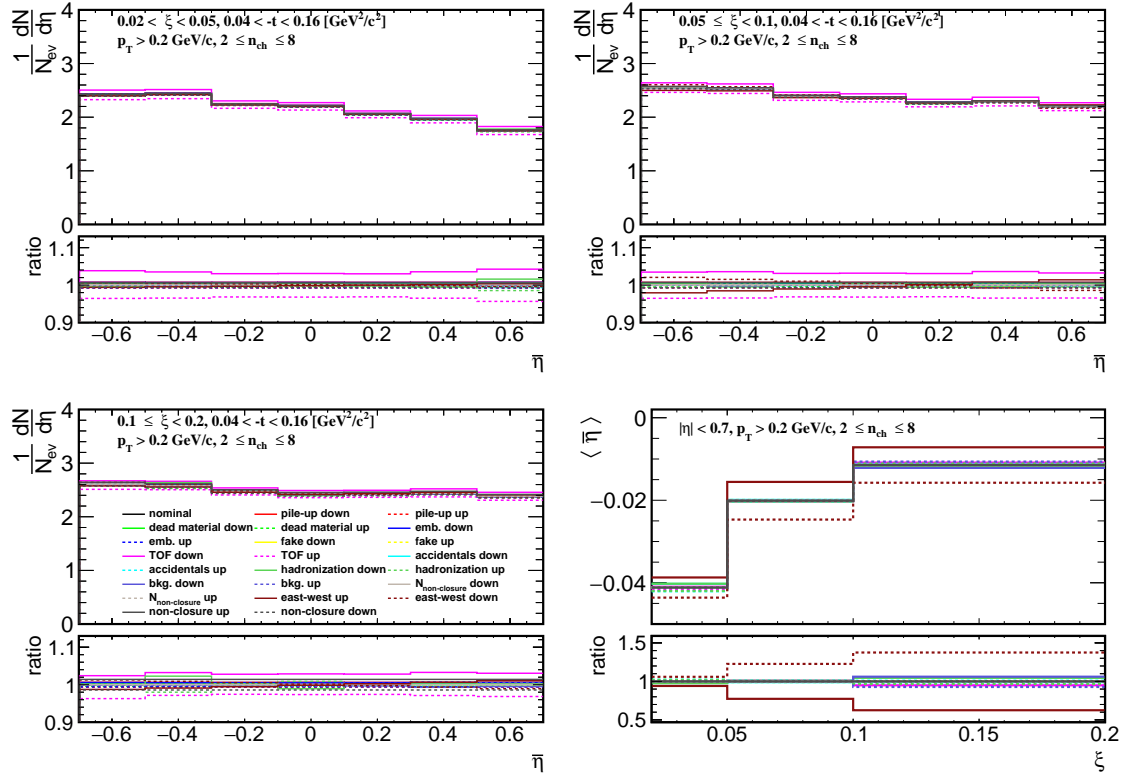 1/N_ev dN/dη
0.02 < ξ < 0.05, 0.04 < -t < 0.16 [GeV²/c²]
p_T > 0.2 GeV/c, 2 ≤ n_ch ≤ 8
4
3
2
1
0
ratio
1.1
1
0.9
−0.6 −0.4 −0.2 0 0.2 0.4 0.6
η̅
1/N_ev dN/dη
0.05 ≤ ξ < 0.1, 0.04 < -t < 0.16 [GeV²/c²]
p_T > 0.2 GeV/c, 2 ≤ n_ch ≤ 8
4
3
2
1
0
ratio
1.1
1
0.9
−0.6 −0.4 −0.2 0 0.2 0.4 0.6
η̅
1/N_ev dN/dη
0.1 ≤ ξ < 0.2, 0.04 < -t < 0.16 [GeV²/c²]
p_T > 0.2 GeV/c, 2 ≤ n_ch ≤ 8
4
3
2
1
0
nominal pile-up down pile-up up
dead material down dead material up emb. down
emb. up fake down fake up
TOF down TOF up accidentals down
accidentals up hadronization down hadronization up
bkg. down bkg. up N_non-closure down
N_non-closure up east-west up east-west down
non-closure up non-closure down
ratio
1.1
1
0.9
−0.6 −0.4 −0.2 0 0.2 0.4 0.6
η̅
⟨ η̅ ⟩
|η| < 0.7, p_T > 0.2 GeV/c, 2 ≤ n_ch ≤ 8
0
−0.02
−0.04
ratio
1.5
1
0.5
0.05 0.1 0.15 0.2
ξ